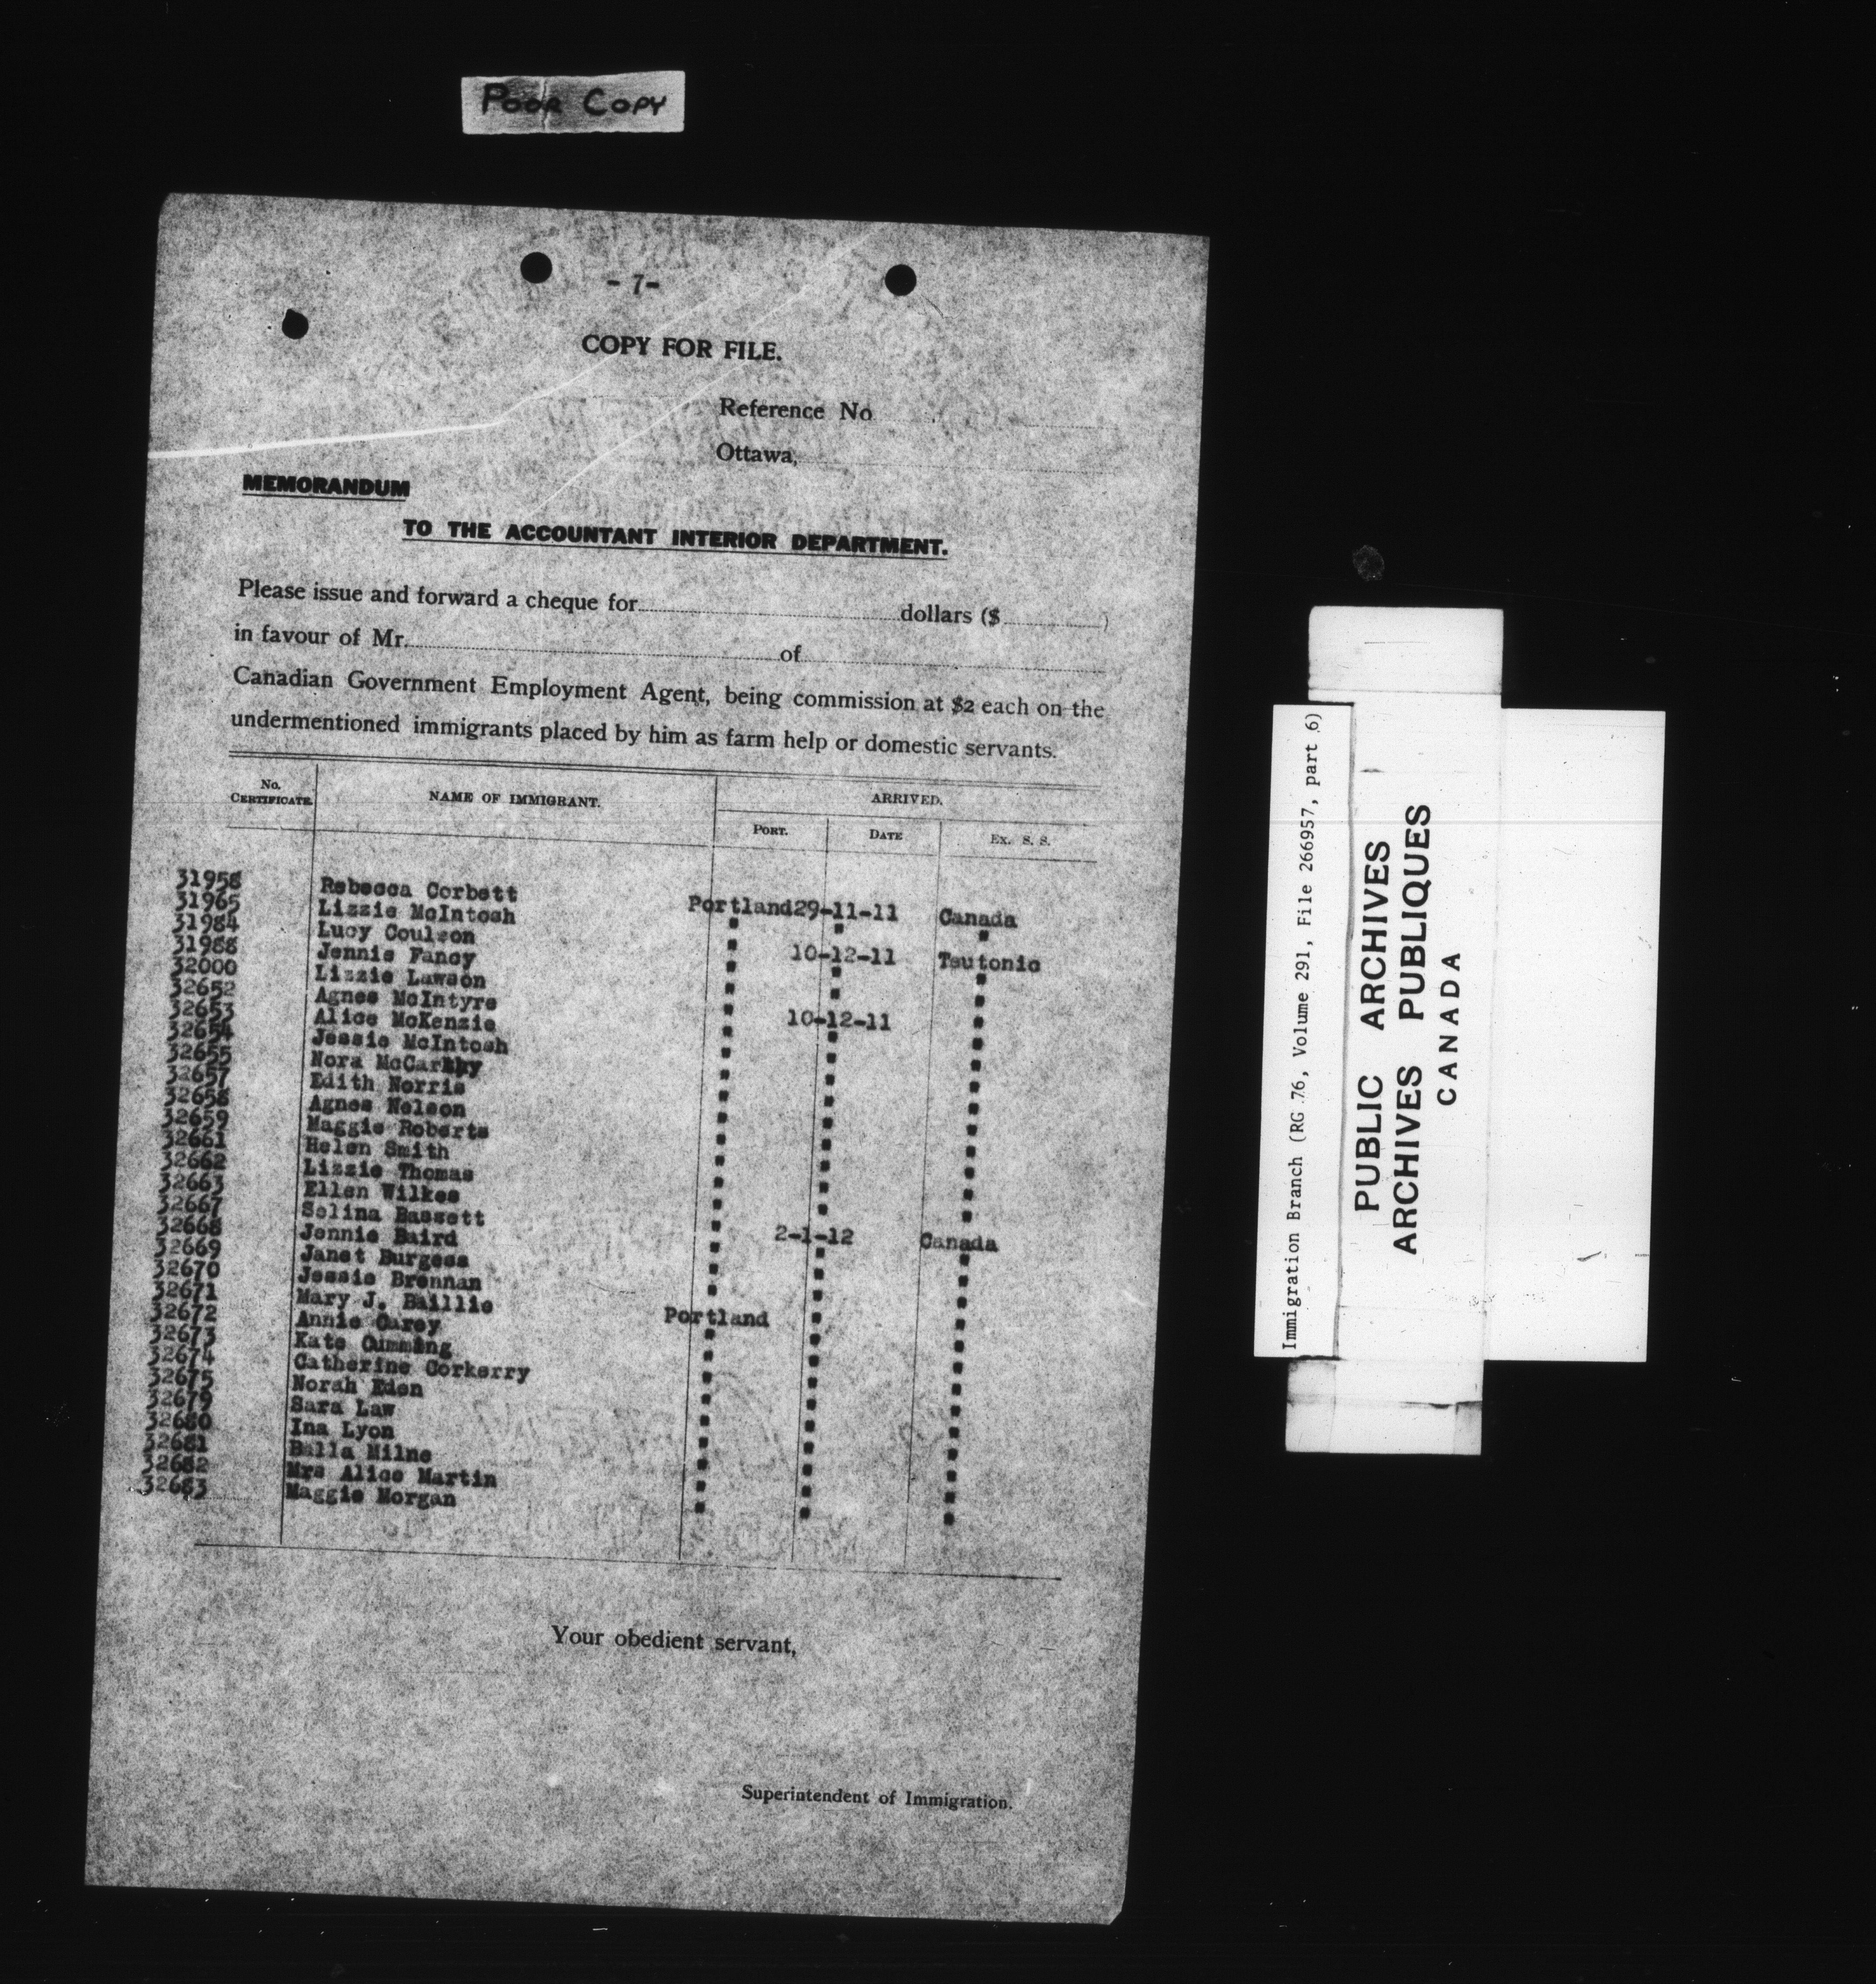 POOR COPY
- 7-
COPY FOR FILE.
Reference No
Ottawa,
MEMORANDUM
TO THE ACCOUNTANT INTERIOR DEPARTMENT.
Please issue and forward a cheque for dollars ($ )
in favour of Mr. of
Canadian Government Employment Agent, being commission at $2 each on the
undermentioned immigrants placed by him as farm help or domestic servants.
No. CERTIFICATE. NAME OF IMMIGRANT. ARRIVED.
PORT. DATE EX. S. S.
31958 Rebecca Corbett Portland 29-11-11 Canada
31965 Lizzie McIntosh " " "
31984 Lucy Coulson " 10-12-11 Teutonic
31988 Jennie Fancy " " "
32000 Lizzie Lawson " " "
32652 Agnes McIntyre " 10-12-11 "
32653 Alice McKenzie " " "
32654 Jessie McIntosh " " "
32655 Nora McCarthy " " "
32657 Edith Norris " " "
32658 Agnes Nelson " " "
32659 Maggie Roberts " " "
32661 Helen Smith " " "
32662 Lizzie Thomas " " "
32663 Ellen Wilkes " " "
32667 Selina Bassett " 2-1-12 Canada
32668 Jennie Baird " " "
32669 Janet Burgess " " "
32670 Jessie Brennan " " "
32671 Mary J. Baillie Portland " "
32672 Annie Carey " " "
32673 Kate Cumming " " "
32674 Catherine Corkerry " " "
32675 Norah Eden " " "
32679 Sara Law " " "
32680 Ina Lyon " " "
32681 Bella Milne " " "
32682 Mrs Alice Martin " " "
32683 Maggie Morgan " " "
Your obedient servant,
Superintendent of Immigration.
Immigration Branch (RG 76, Volume 291, File 266957, part 6)
PUBLIC ARCHIVES
ARCHIVES PUBLIQUES
CANADA